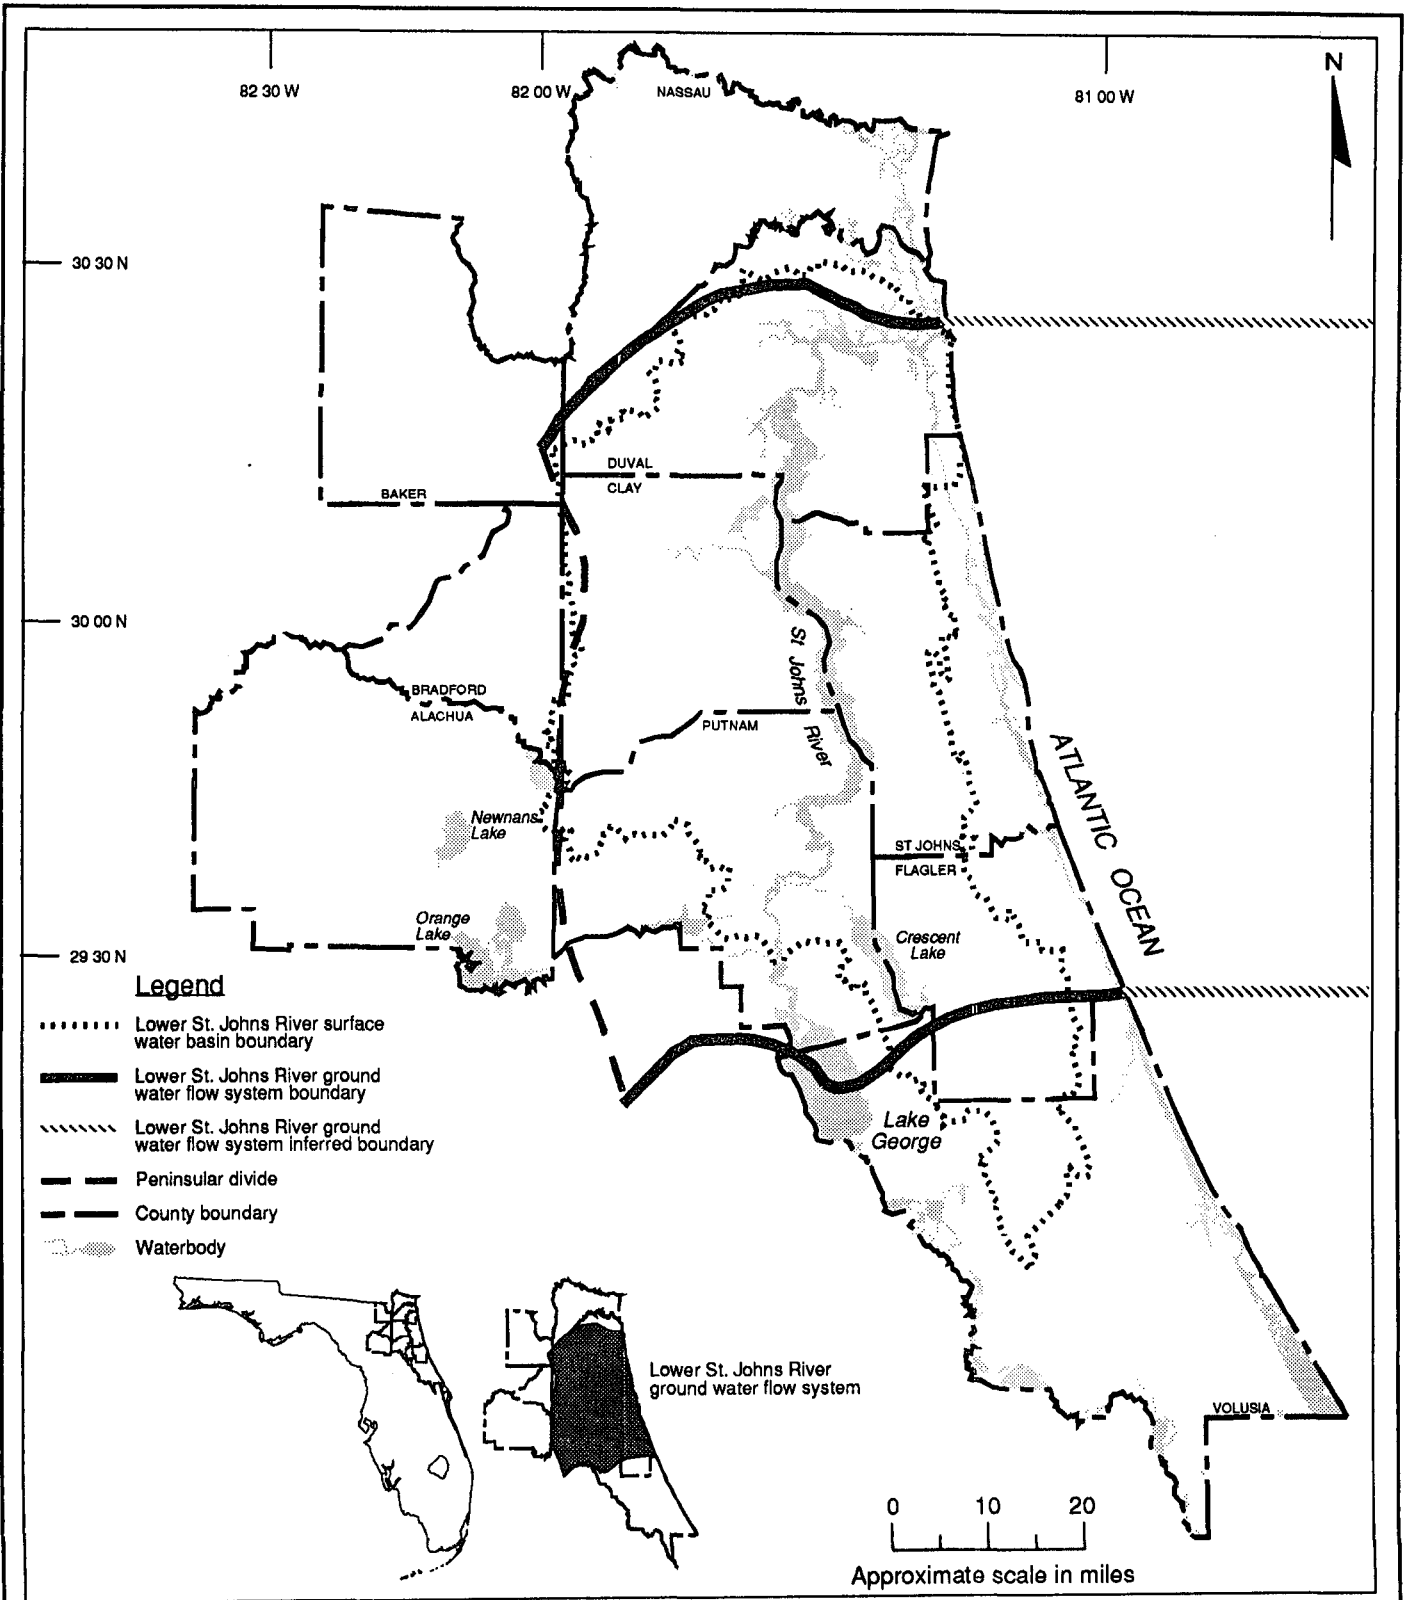 82 30 W
82 00 W
NASSAU
81 00 W
N
30 30 N
DUVAL
CLAY
BAKER
30 00 N
St Johns
River
BRADFORD
ALACHUA
PUTNAM
ATLANTIC OCEAN
Newnans
Lake
ST JOHNS
FLAGLER
Orange
Lake
Crescent
Lake
29 30 N
Legend
Lower St. Johns River surface
water basin boundary
Lower St. Johns River ground
water flow system boundary
Lower St. Johns River ground
water flow system inferred boundary
Peninsular divide
County boundary
Waterbody
Lake
George
Lower St. Johns River
ground water flow system
VOLUSIA
0 10 20
Approximate scale in miles